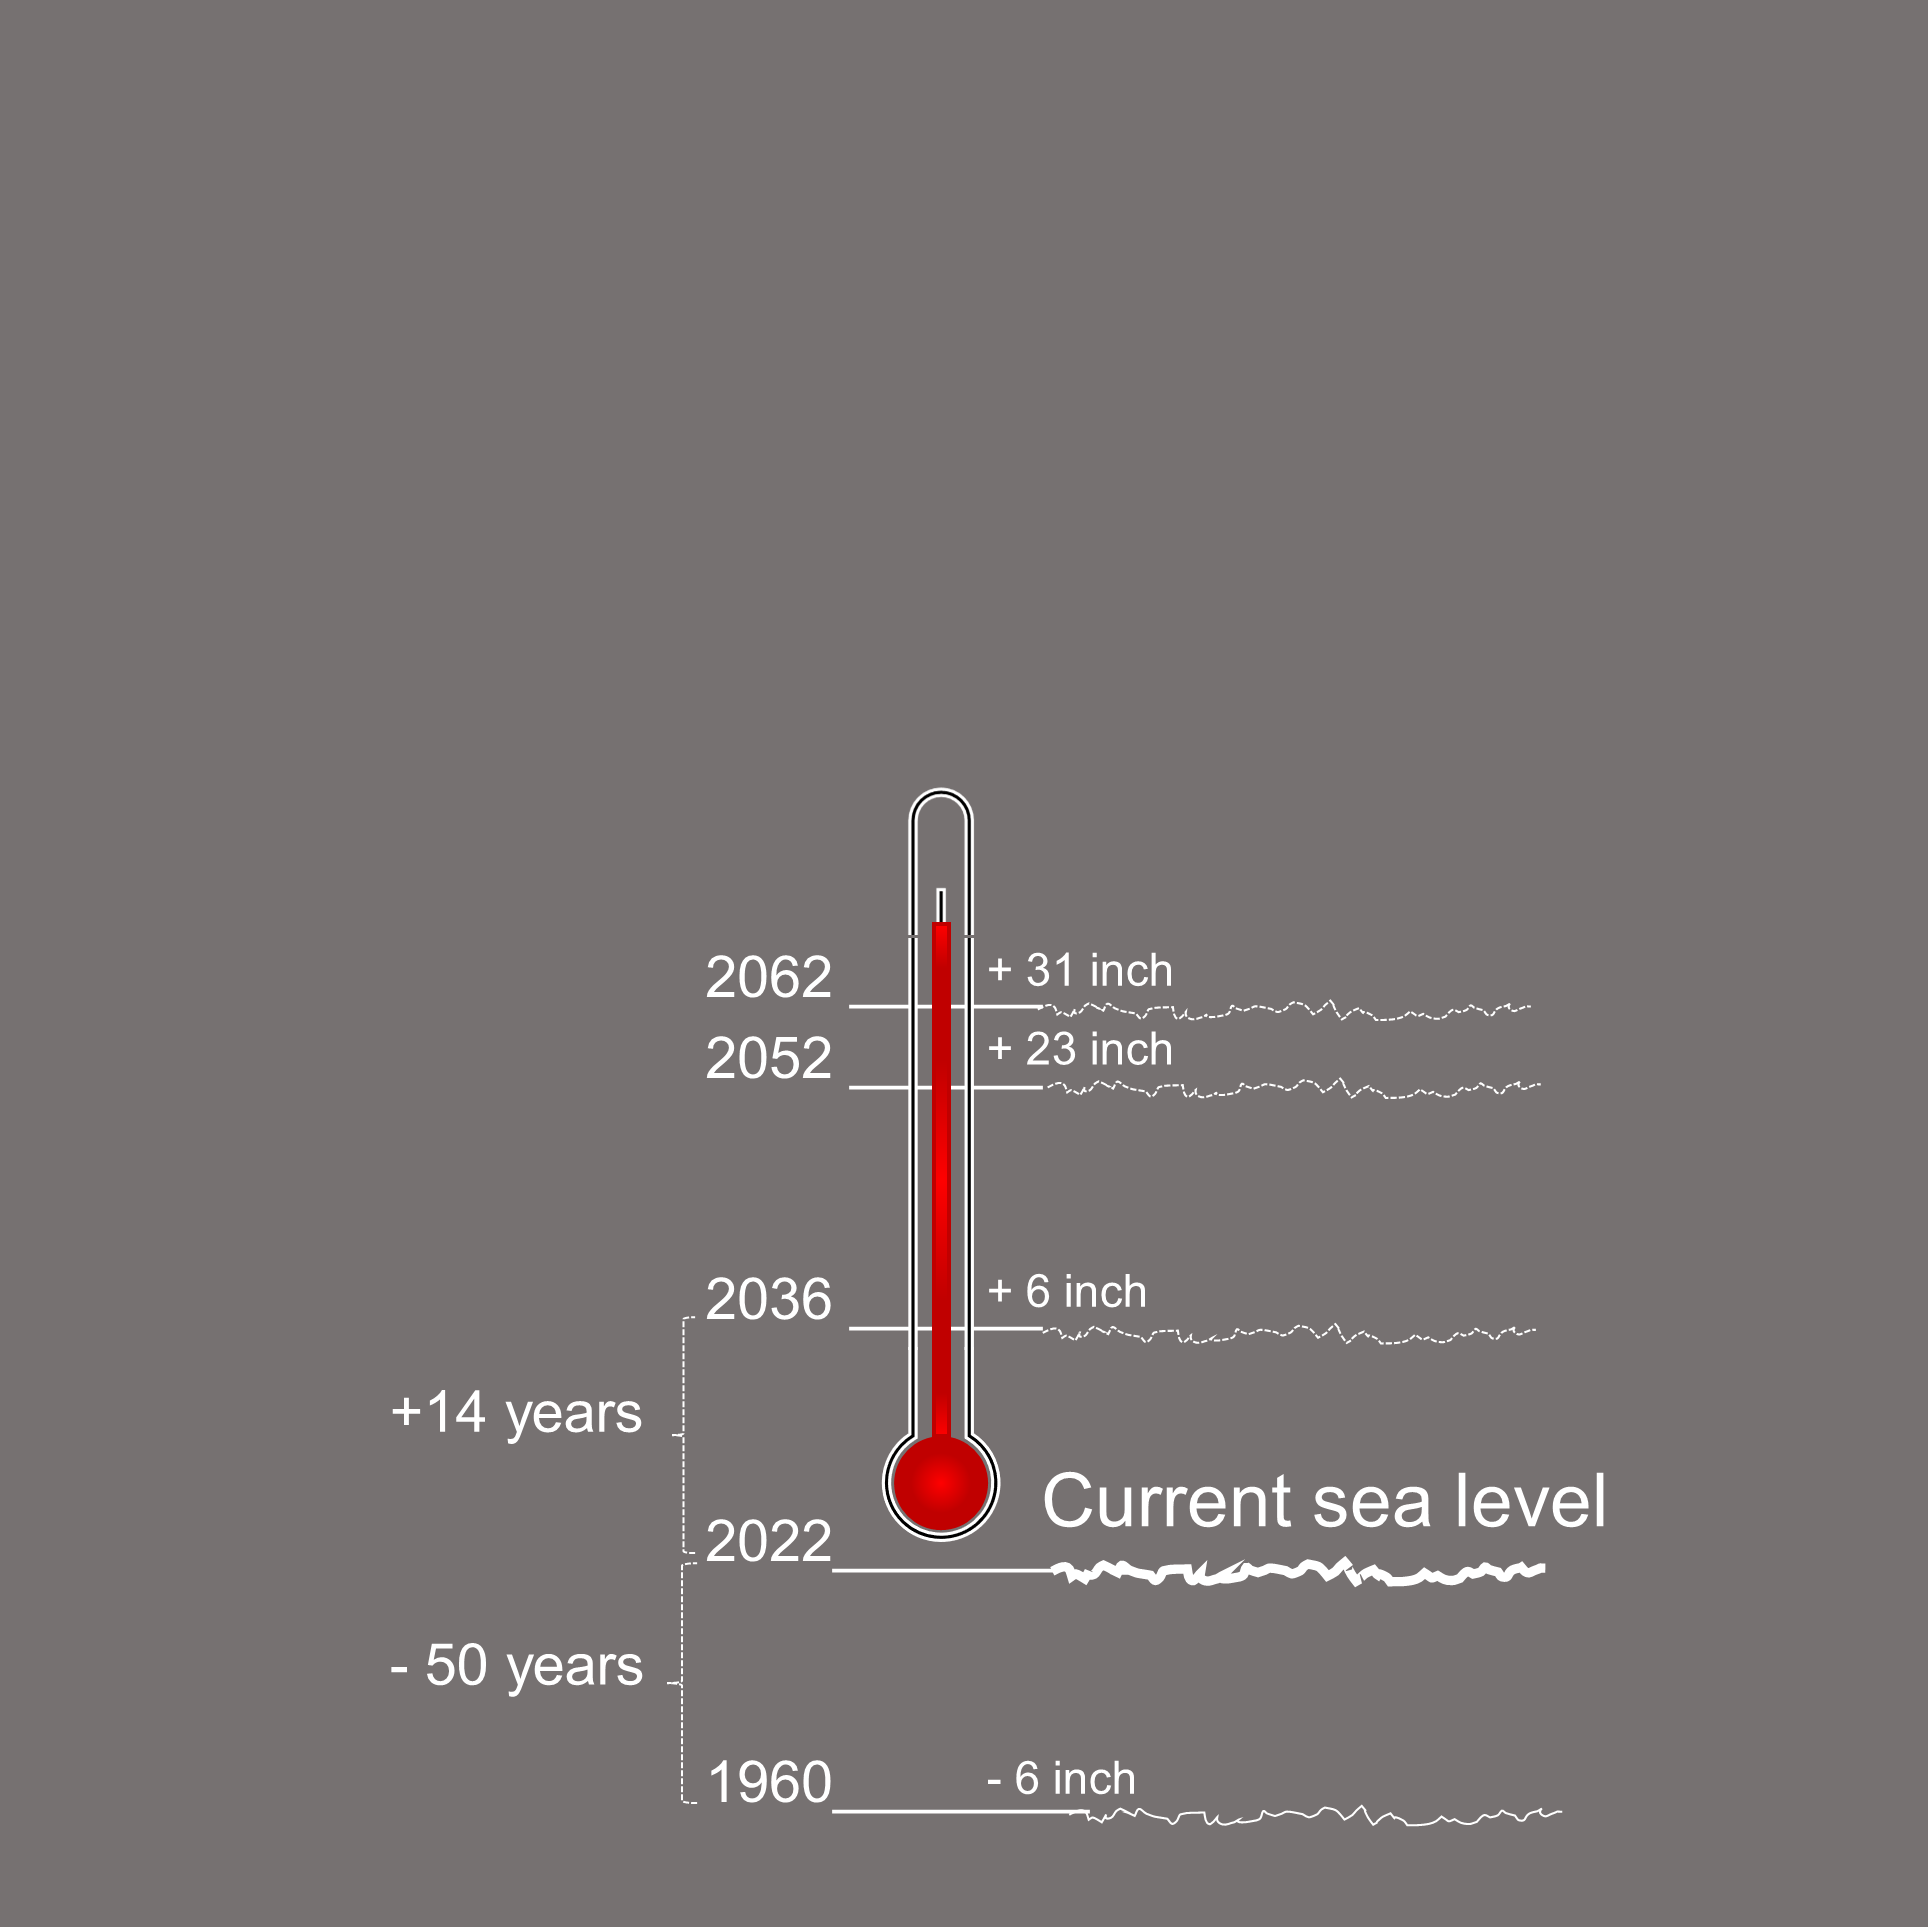 2062
+ 31 inch
2052
+ 23 inch
2036
+ 6 inch
+14 years
Current sea level
2022
- 50 years
1960
- 6 inch